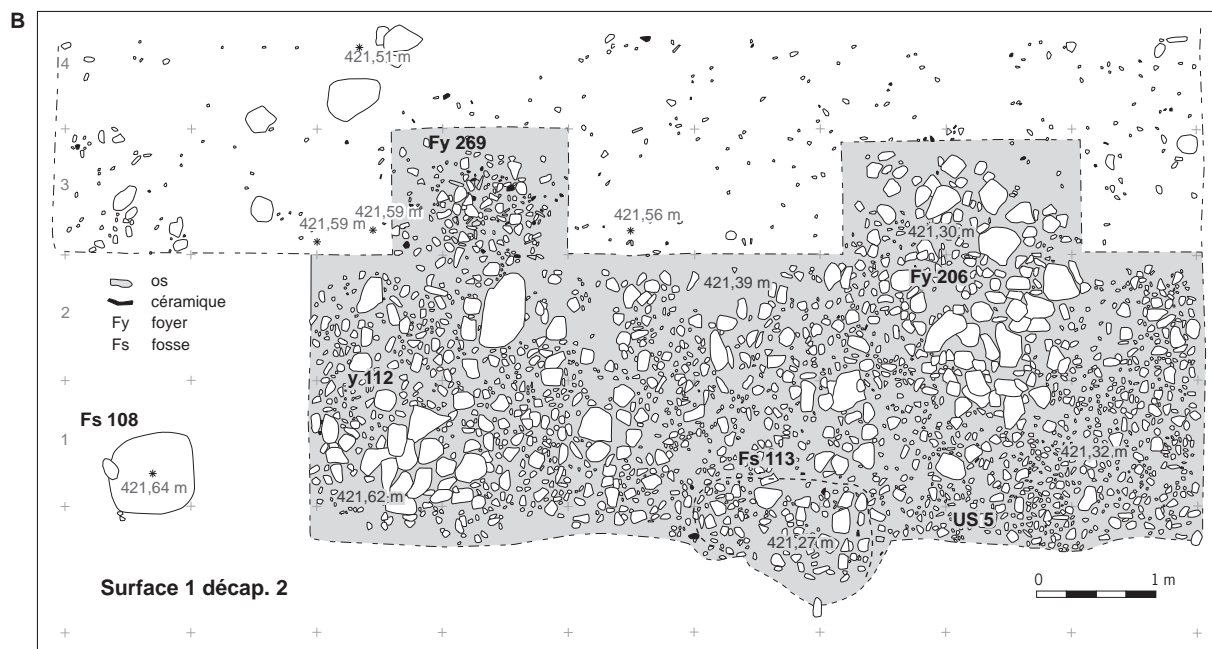 B
4
421,51 m
Fy 269
3
421,59 m
421,59 m
421,56 m
421,30 m
os
421,39 m
Fy 206
céramique
2
Fy foyer
Fs fosse
y 112
Fs 108
1
Fs 113
421,32 m
421,64 m
421,62 m
US 5
421,27 m
Surface 1 décap. 2
0 1 m